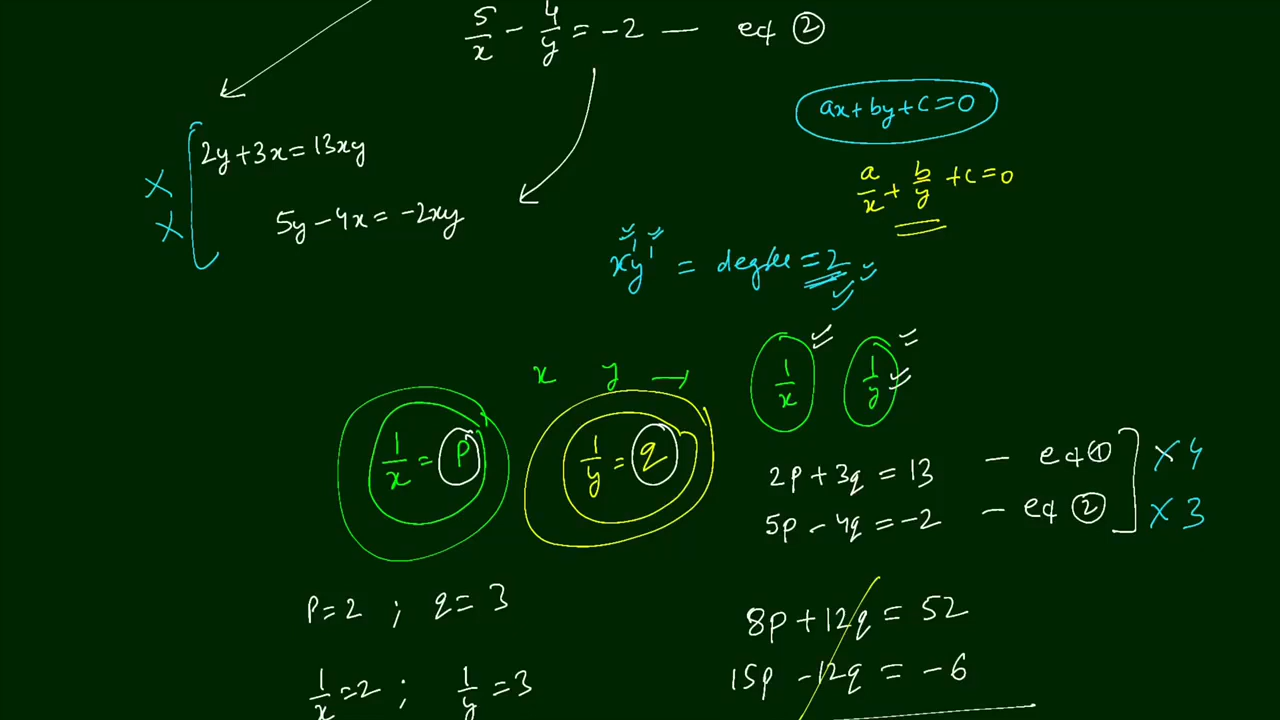 5/x - 4/y = -2 — eq ②
ax+by+c=0
2y+3x=13xy
a/x + b/y +c=0
5y-4x=-2xy
x¹y¹ = degree = 2
x y → 1/x 1/y
1/x = p 1/y = q
2p + 3q = 13 — eq ① ×4
5p - 4q = -2 — eq ② ×3
p=2 ; q=3
8p + 12q = 52
15p - 12q = -6
1/x = 2 ; 1/y = 3